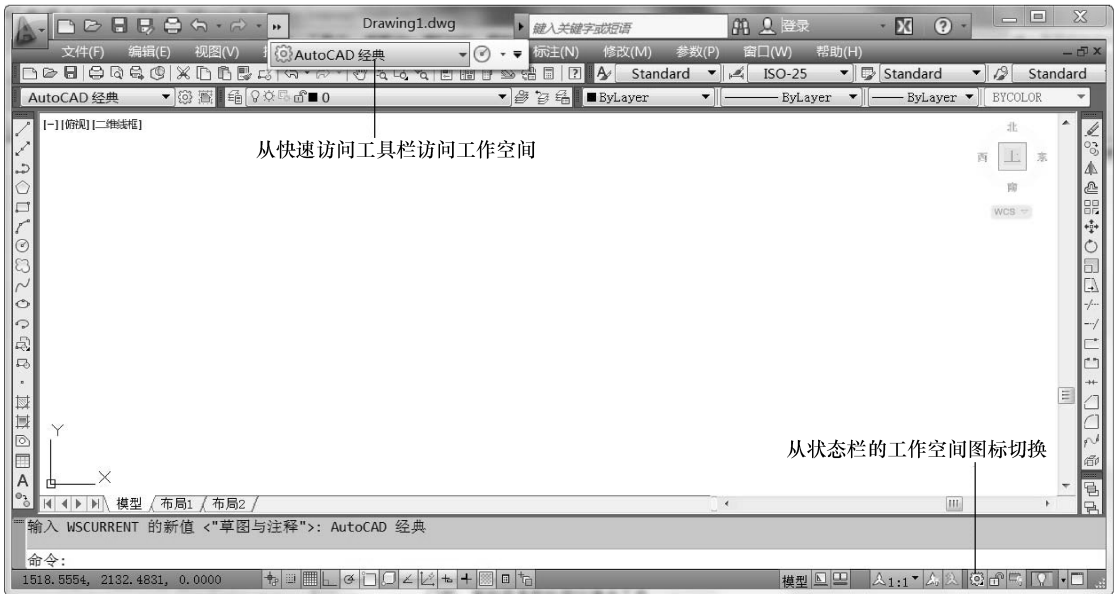 Drawing1.dwg
键入关键字或短语
登录
文件(F) 编辑(E) 视图(V)
AutoCAD 经典
标注(N) 修改(M) 参数(P) 窗口(W) 帮助(H)
Standard ISO-25 Standard Standard
AutoCAD 经典 0 ByLayer ByLayer ByLayer BYCOLOR
[-][俯视][二维线框]
从快速访问工具栏访问工作空间
北
西 上 东
南
WCS
从状态栏的工作空间图标切换
Y
X
A
模型 布局1 布局2
输入 WSCURRENT 的新值 <"草图与注释">: AutoCAD 经典
命令:
1518.5554, 2132.4831, 0.0000 模型 1:1